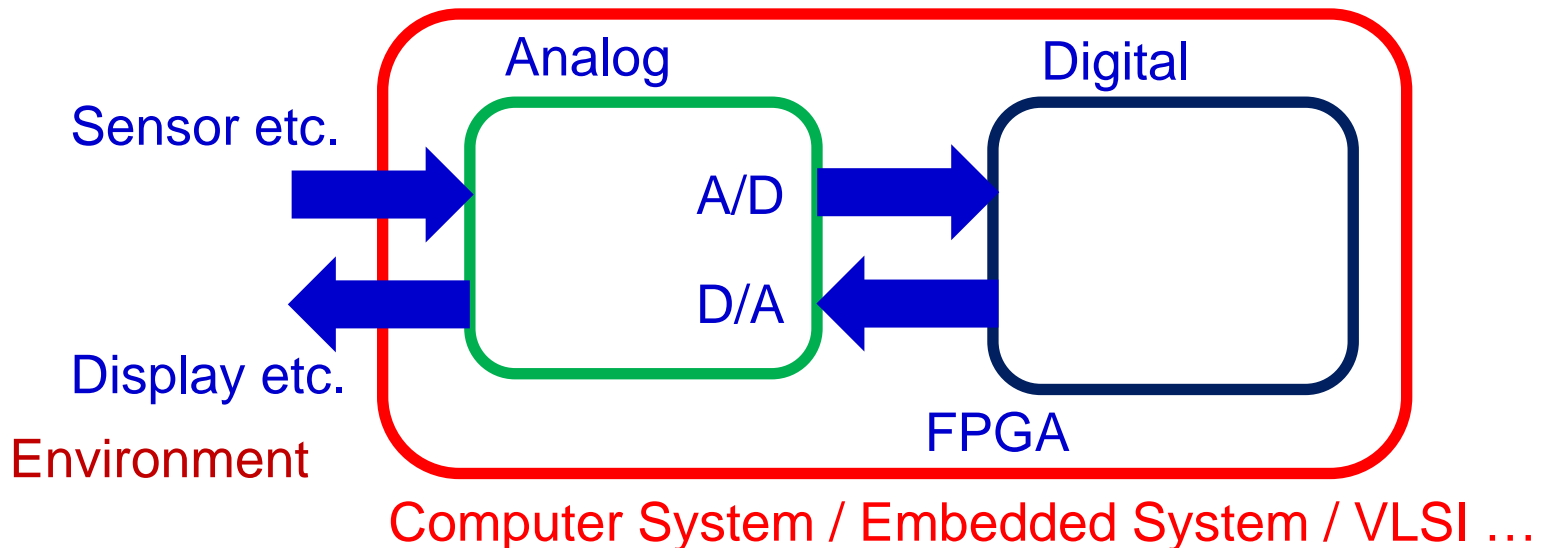 Analog
Digital
Sensor etc.
A/D
D/A
Display etc.
FPGA
Environment
Computer System / Embedded System / VLSI …